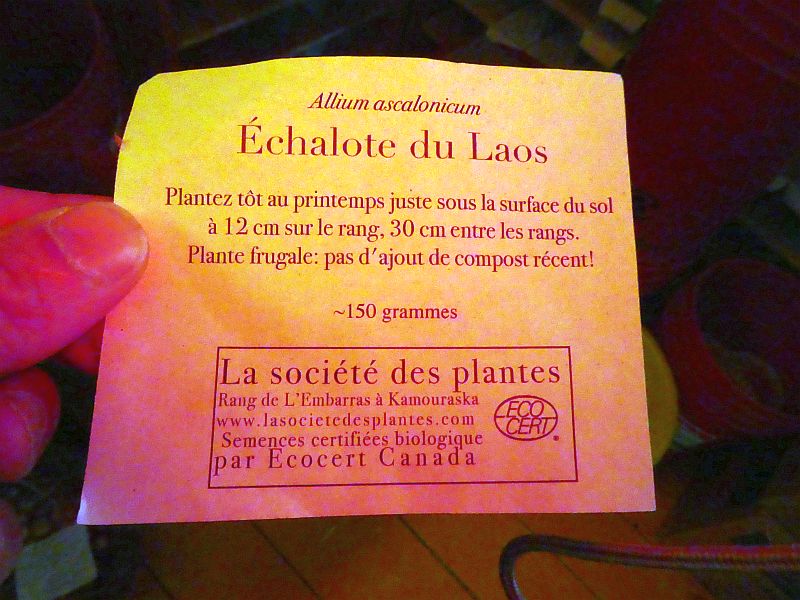 Allium ascalonicum
Échalote du Laos
Plantez tôt au printemps juste sous la surface du sol
à 12 cm sur le rang, 30 cm entre les rangs.
Plante frugale: pas d'ajout de compost récent!
~150 grammes
La société des plantes
Rang de L'Embarras à Kamouraska
www.lasocietedesplantes.com
Semences certifiées biologique
par Ecocert Canada
ECO
CERT
®